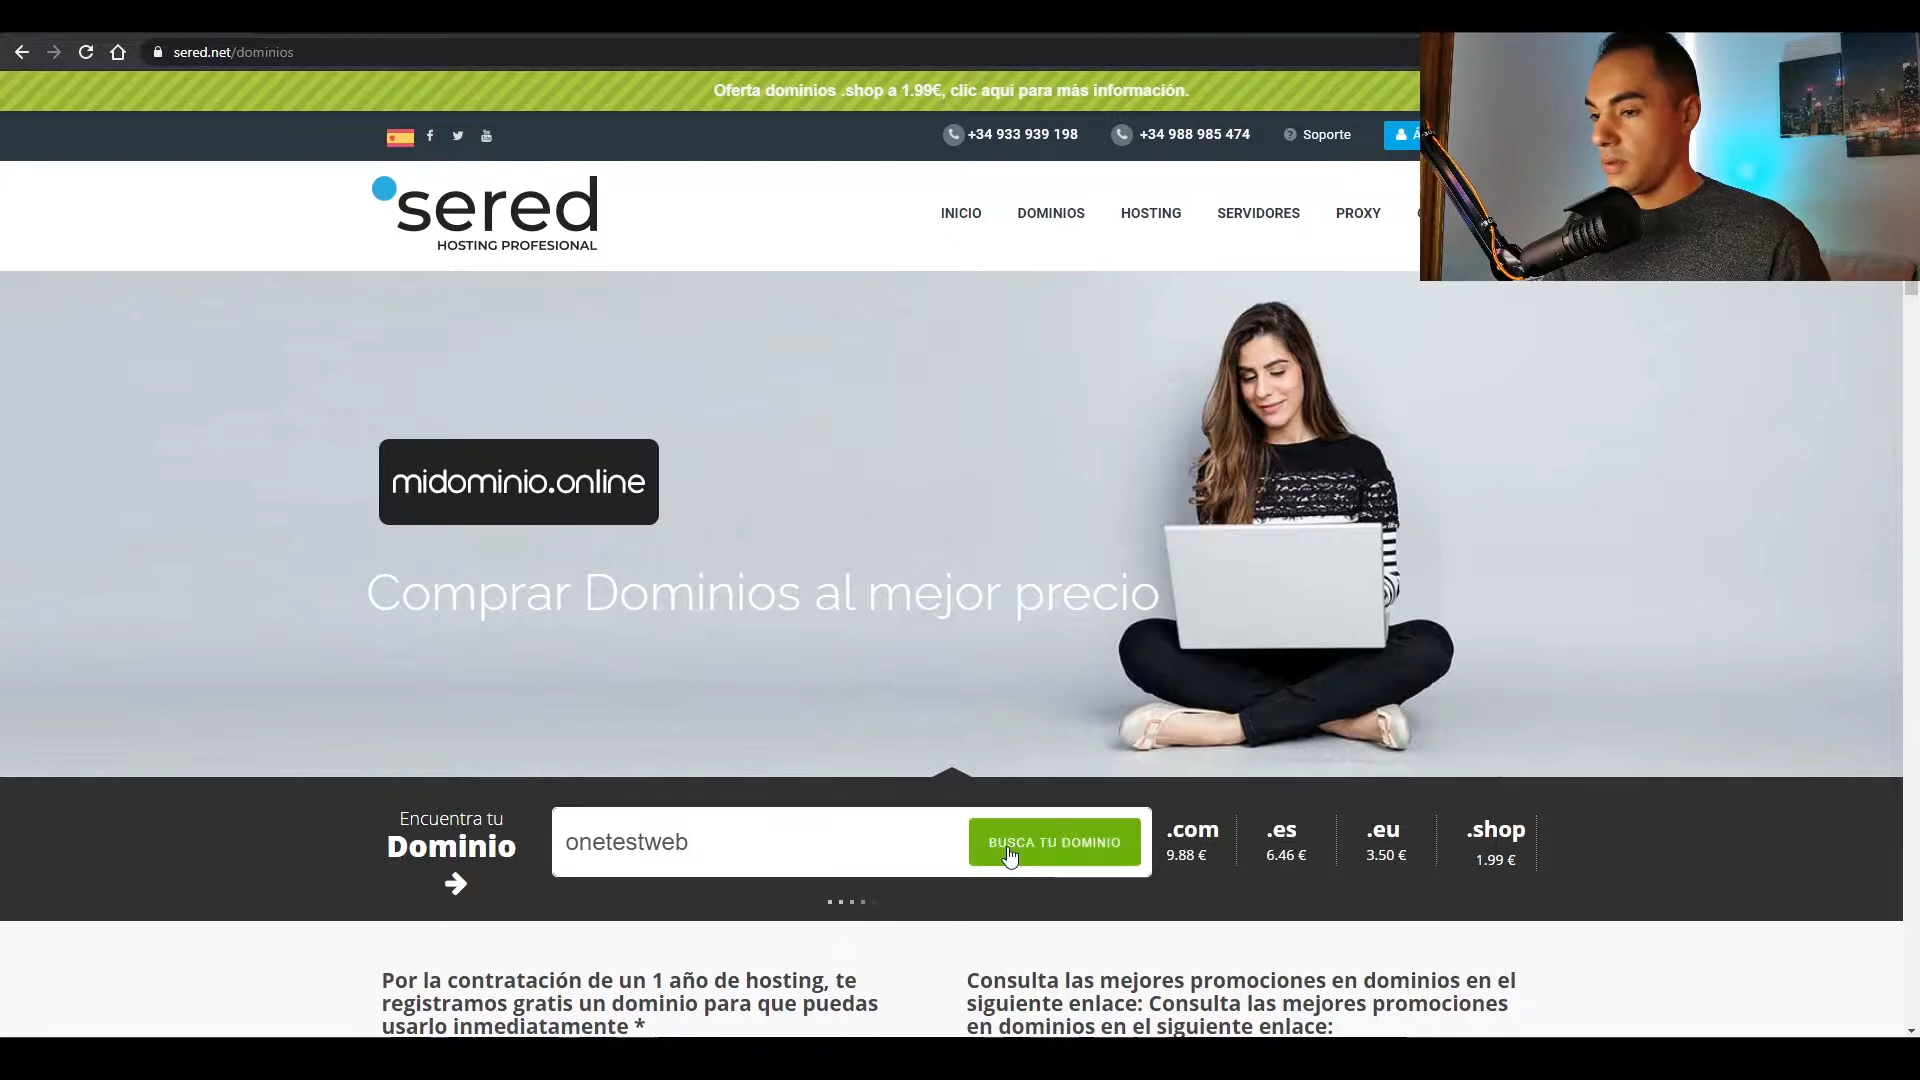 sered.net/dominios
Oferta dominios .shop a 1.99€, clic aquí para más información.
+34 933 939 198
+34 988 985 474
Soporte
sered
HOSTING PROFESIONAL
INICIO
DOMINIOS
HOSTING
SERVIDORES
PROXY
midominio.online
Comprar Dominios al mejor precio
Encuentra tu
Dominio
onetestweb
BUSCA TU DOMINIO
.com
9.88 €
.es
6.46 €
.eu
3.50 €
.shop
1.99 €
Por la contratación de un 1 año de hosting, te
registramos gratis un dominio para que puedas
usarlo inmediatamente *
Consulta las mejores promociones en dominios en el
siguiente enlace: Consulta las mejores promociones
en dominios en el siguiente enlace: